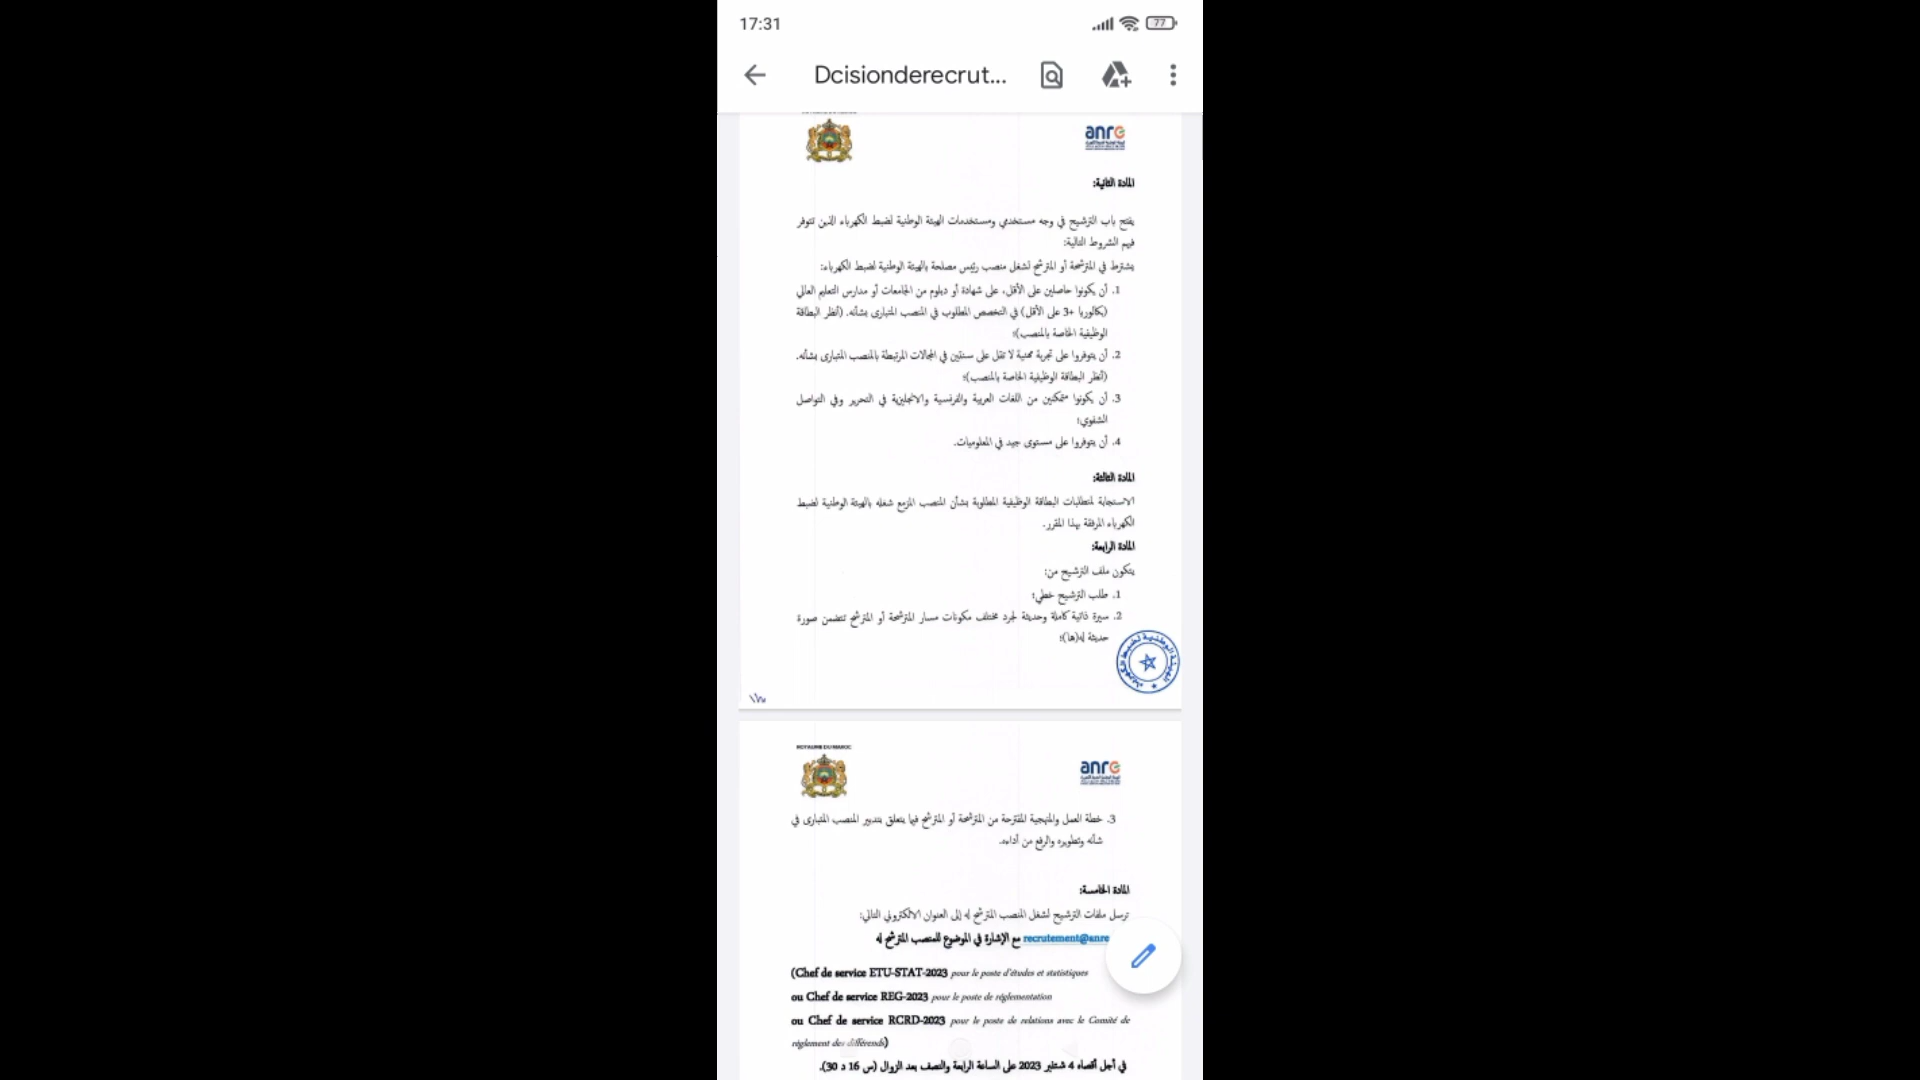 17:31
77
Dcisionderecrut...
anre
المادة الثانية:
يفتح باب الترشيح في وجه مستخدمي ومستخدمات الهيئة الوطنية لضبط الكهرباء الذين تتوفر
فيهم الشروط التالية:
يشترط في المترشحة أو المترشح لشغل منصب رئيس مصلحة بالهيئة الوطنية لضبط الكهرباء:
1. أن يكونوا حاصلين على الأقل، على شهادة أو دبلوم من الجامعات أو مدارس التعليم العالي
(بكالوريا +3 على الأقل) في التخصص المطلوب في المنصب المتبارى بشأنه. (أنظر البطاقة
الوظيفية الخاصة بالمنصب)؛
2. أن يتوفروا على تجربة مهنية لا تقل على سنتين في المجالات المرتبطة بالمنصب المتبارى بشأنه.
(أنظر البطاقة الوظيفية الخاصة بالمنصب)؛
3. أن يكونوا متمكنين من اللغات العربية والفرنسية والانجليزية في التحرير وفي التواصل
الشفوي؛
4. أن يتوفروا على مستوى جيد في المعلوميات.
المادة الثالثة:
الاستجابة لمتطلبات البطاقة الوظيفية المطلوبة بشأن المنصب المزمع شغله بالهيئة الوطنية لضبط
الكهرباء المرفقة بهذا المقرر.
المادة الرابعة:
يتكون ملف الترشيح من:
1. طلب الترشيح خطي؛
2. سيرة ذاتية كاملة وحديثة لجرد مختلف مكونات مسار المترشحة أو المترشح تتضمن صورة
حديثة له(ها)؛
ROYAUME DU MAROC
anre
3. خطة العمل والمنهجية المقترحة من المترشحة أو المترشح فيما يتعلق بتدبير المنصب المتبارى في
شأنه وتطويره والرفع من أداءه.
المادة الخامسة:
ترسل ملفات الترشيح لشغل المنصب المترشح له إلى العنوان الالكتروني التالي:
recrutement@anre مع الإشارة في الموضوع للمنصب المترشح له
(Chef de service ETU-STAT-2023 pour le poste d'études et statistiques
ou Chef de service REG-2023 pour le poste de réglementation
ou Chef de service RCRD-2023 pour le poste de relations avec le Comité de
règlement des différends)
في أجل أقصاه 4 شتنبر 2023 على الساعة الرابعة والنصف بعد الزوال (س 16 د 30).